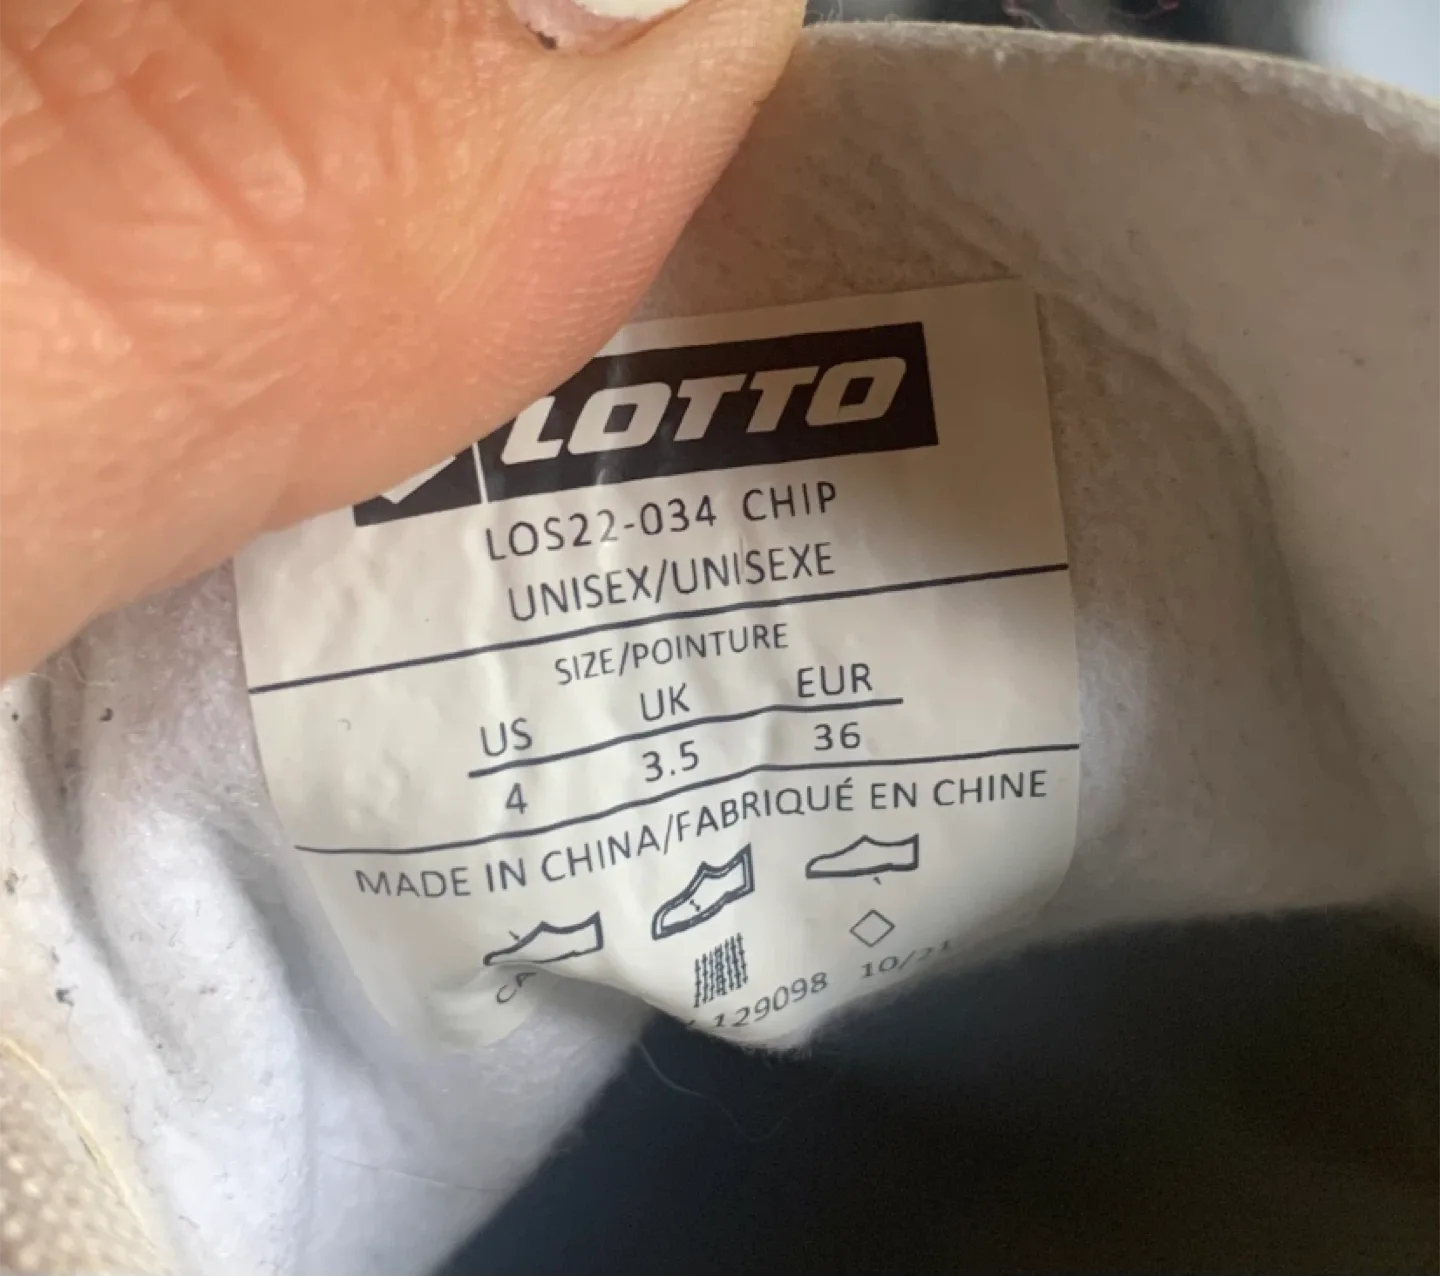 LOTTO
LOS22-034 CHIP
UNISEX/UNISEXE
SIZE/POINTURE
US UK EUR
4 3.5 36
MADE IN CHINA/FABRIQUÉ EN CHINE
129098 10/21